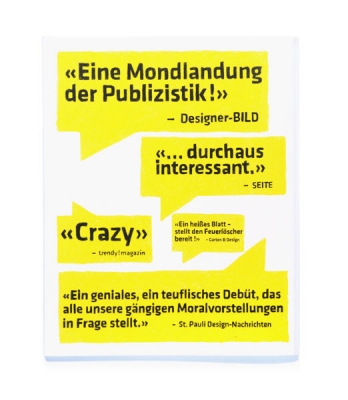 «Eine Mondlandung
der Publizistik!»
– Designer-BILD
«... durchaus
interessant.»
– SEITE
«Crazy»
– trendy!magazin
«Ein heißes Blatt –
stellt den Feuerlöscher
bereit!» – Garten & Design
«Ein geniales, ein teuflisches Debüt, das
alle unsere gängigen Moralvorstellungen
in Frage stellt.» – St. Pauli Design-Nachrichten